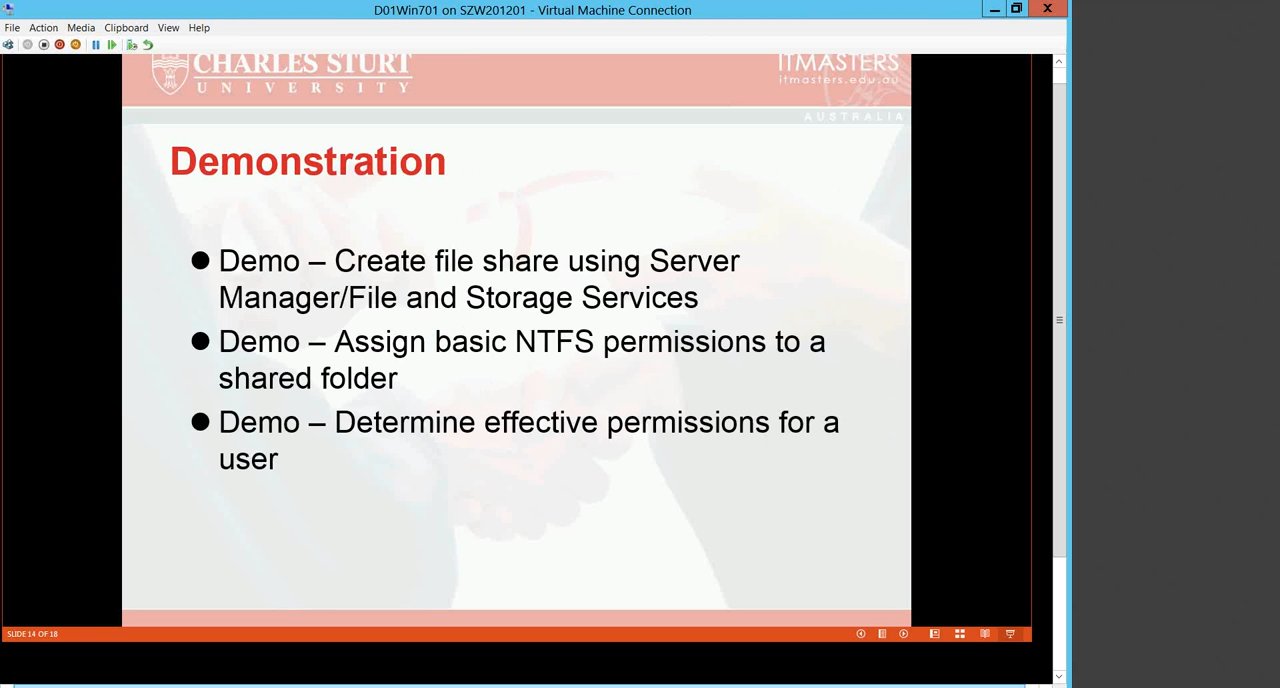 D01Win701 on SZW201201 - Virtual Machine Connection
File Action Media Clipboard View Help
CHARLES STURT
UNIVERSITY
ITMASTERS
itmasters.edu.au
AUSTRALIA
Demonstration
● Demo – Create file share using Server
Manager/File and Storage Services
● Demo – Assign basic NTFS permissions to a
shared folder
● Demo – Determine effective permissions for a
user
SLIDE 14 OF 18